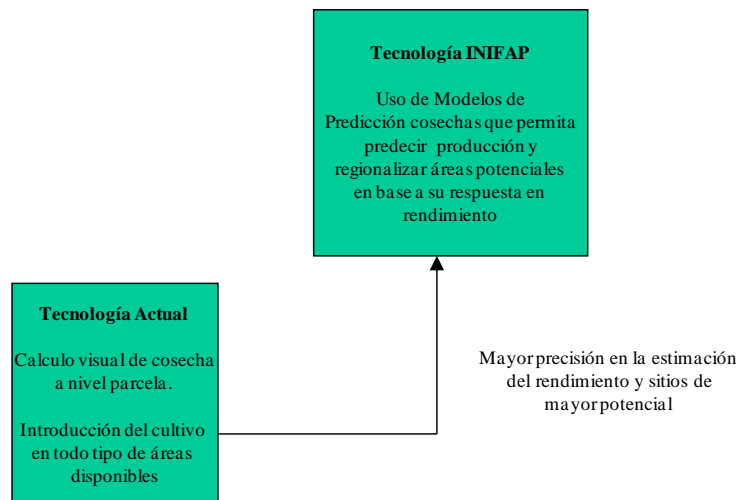 Tecnología INIFAP
Uso de Modelos de
Predicción cosechas que permita
predecir producción y
regionalizar áreas potenciales
en base a su respuesta en
rendimiento
Tecnología Actual
Calculo visual de cosecha
a nivel parcela.
Introducción del cultivo
en todo tipo de áreas
disponibles
Mayor precisión en la estimación
del rendimiento y sitios de
mayor potencial